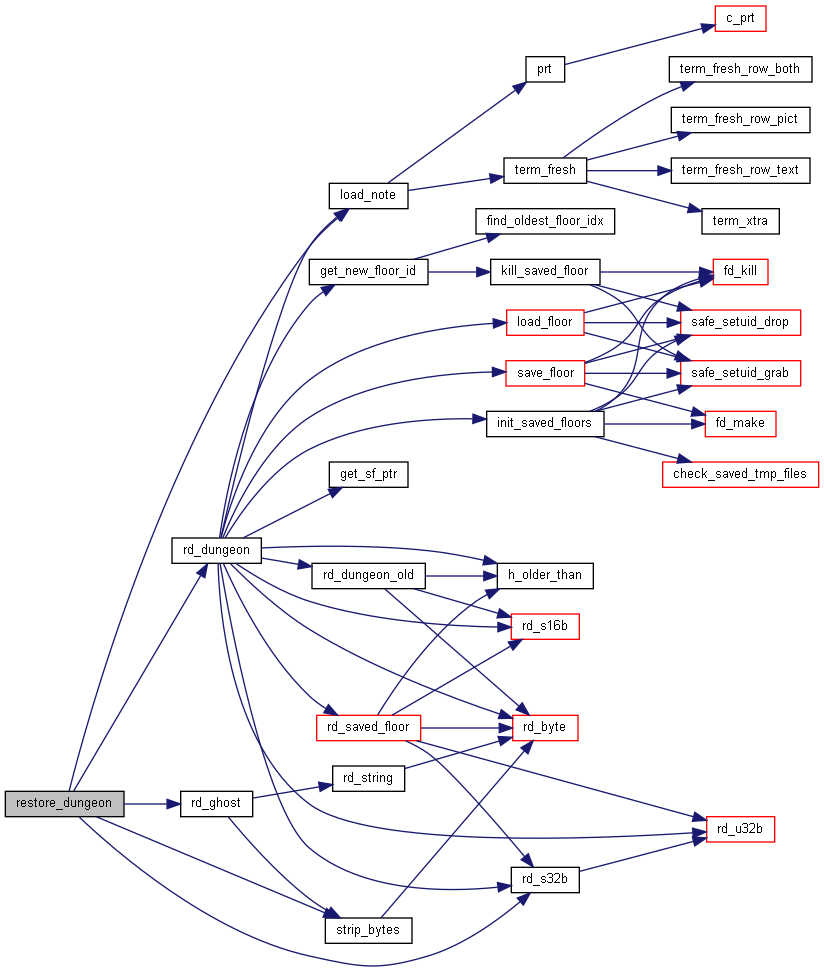 c_prt
prt
term_fresh_row_both
term_fresh_row_pict
term_fresh
term_fresh_row_text
load_note
term_xtra
find_oldest_floor_idx
get_new_floor_id
kill_saved_floor
fd_kill
load_floor
safe_setuid_drop
save_floor
safe_setuid_grab
init_saved_floors
fd_make
get_sf_ptr
check_saved_tmp_files
rd_dungeon
rd_dungeon_old
h_older_than
rd_s16b
rd_saved_floor
rd_byte
rd_string
restore_dungeon
rd_ghost
rd_u32b
rd_s32b
strip_bytes